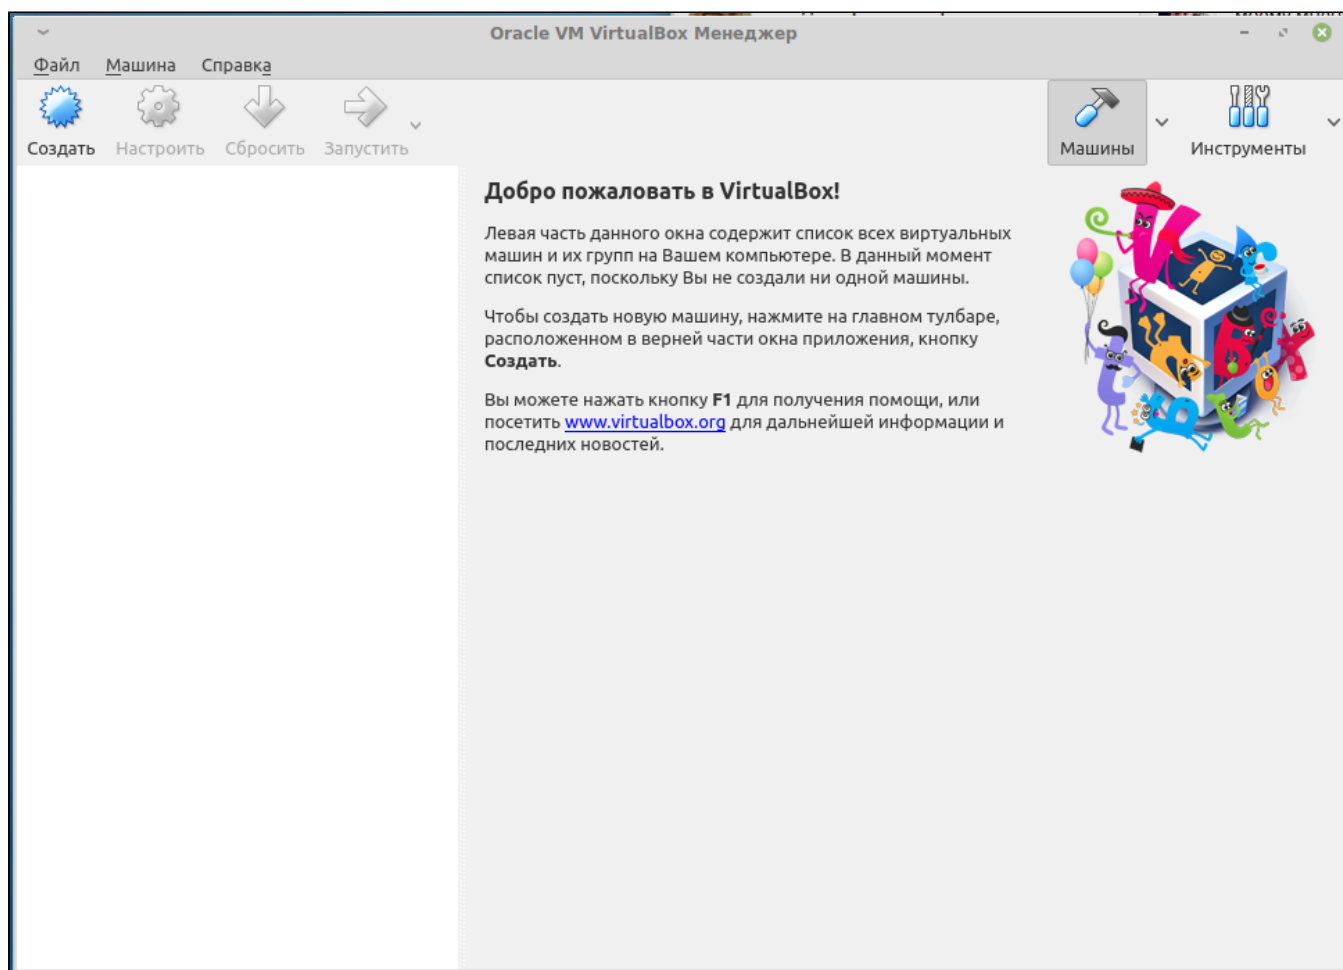 Oracle VM VirtualBox Менеджер
Файл Машина Справка
Создать Настроить Сбросить Запустить Машины Инструменты
Добро пожаловать в VirtualBox!
Левая часть данного окна содержит список всех виртуальных
машин и их групп на Вашем компьютере. В данный момент
список пуст, поскольку Вы не создали ни одной машины.
Чтобы создать новую машину, нажмите на главном тулбаре,
расположенном в верней части окна приложения, кнопку
Создать.
Вы можете нажать кнопку F1 для получения помощи, или
посетить www.virtualbox.org для дальнейшей информации и
последних новостей.